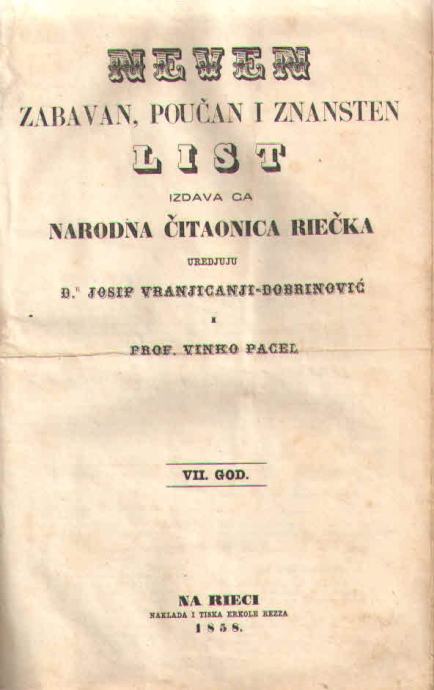 NEVEN
ZABAVAN, POUČAN I ZNANSTEN
LIST
IZDAVA GA
NARODNA ČITAONICA RIEČKA
UREDJUJU
D.R JOSIP VRANJICANJI-DOBRINOVIĆ
I
PROF. VINKO PACEL
VII. GOD.
NA RIECI
NAKLADA I TISKA ERKOLE REZZA
1858.